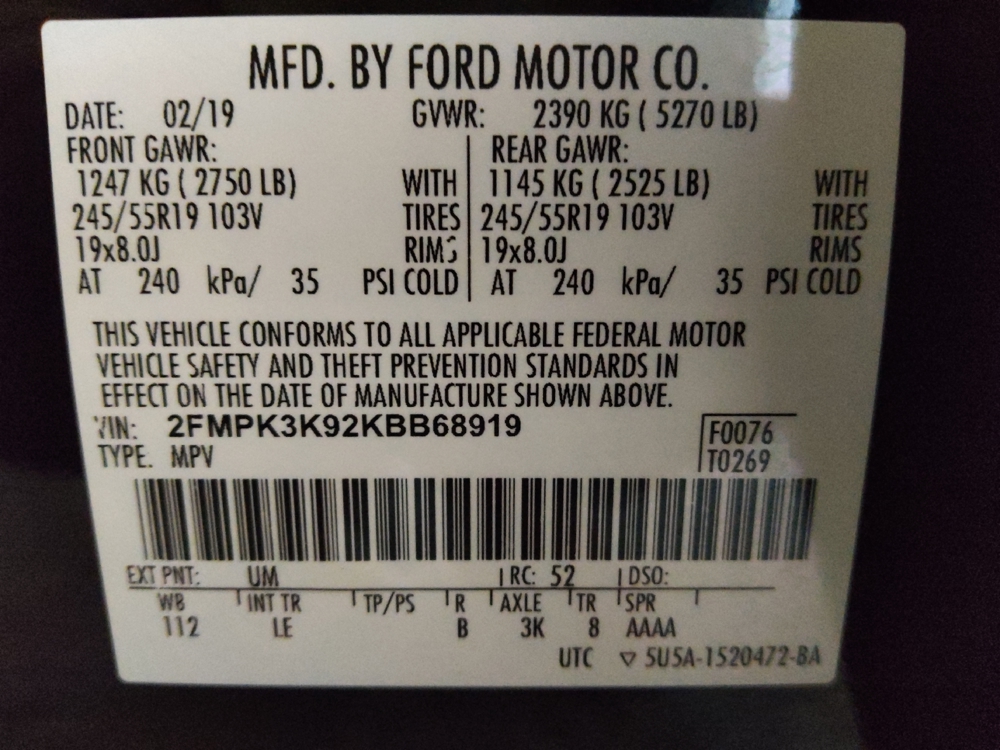 MFD. BY FORD MOTOR CO.
DATE: 02/19 GVWR: 2390 KG ( 5270 LB)
FRONT GAWR: REAR GAWR:
1247 KG ( 2750 LB) WITH 1145 KG ( 2525 LB) WITH
245/55R19 103V TIRES 245/55R19 103V TIRES
19x8.0J RIMS 19x8.0J RIMS
AT 240 kPa/ 35 PSI COLD AT 240 kPa/ 35 PSI COLD
THIS VEHICLE CONFORMS TO ALL APPLICABLE FEDERAL MOTOR
VEHICLE SAFETY AND THEFT PREVENTION STANDARDS IN
EFFECT ON THE DATE OF MANUFACTURE SHOWN ABOVE.
VIN: 2FMPK3K92KBB68919 F0076
TYPE. MPV T0269
EXT PNT: UM RC: 52 DSO:
WB INT TR TP/PS R AXLE TR SPR
112 LE B 3K 8 AAAA
UTC ▽ 5U5A-1520472-BA